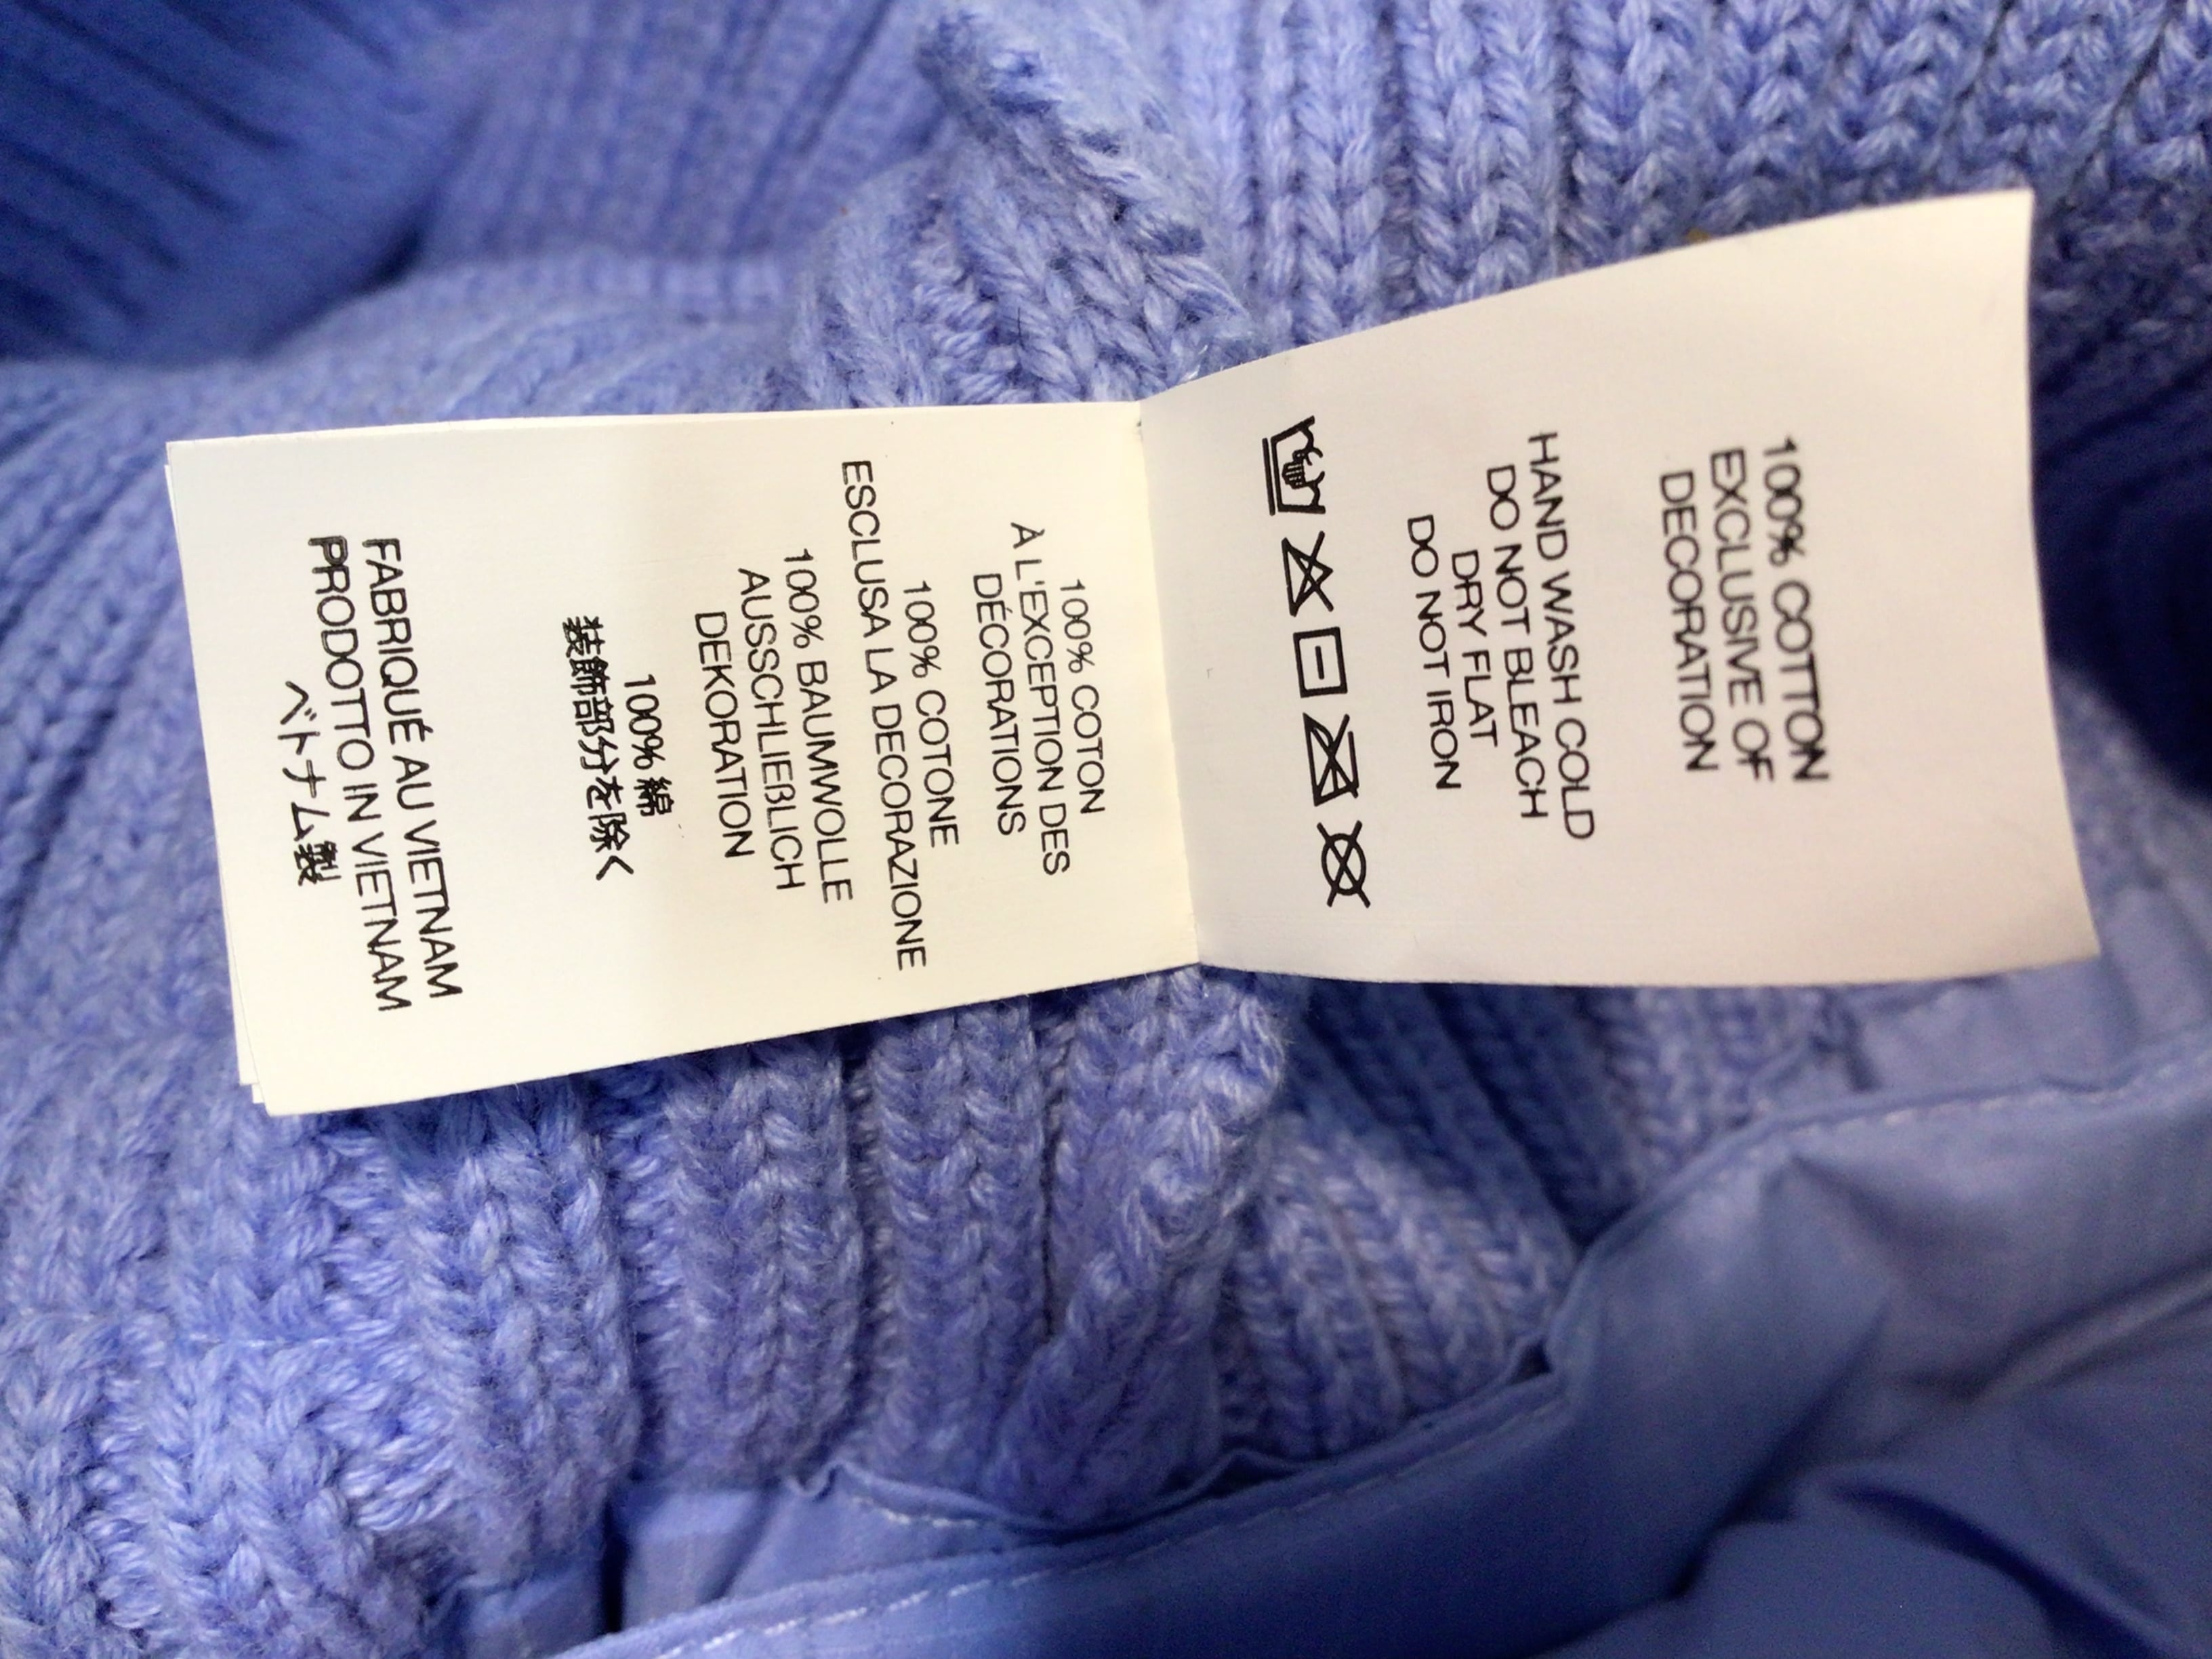 100% COTTON
EXCLUSIVE OF
DECORATION
HAND WASH COLD
DO NOT BLEACH
DRY FLAT
DO NOT IRON
100% COTON
À L'EXCEPTION DES
DÉCORATIONS
100% COTONE
ESCLUSA LA DECORAZIONE
100% BAUMWOLLE
AUSSCHLIEBLICH
DEKORATION
100% 綿
装飾部分を除く
FABRIQUÉ AU VIETNAM
PRODOTTO IN VIETNAM
ベトナム製